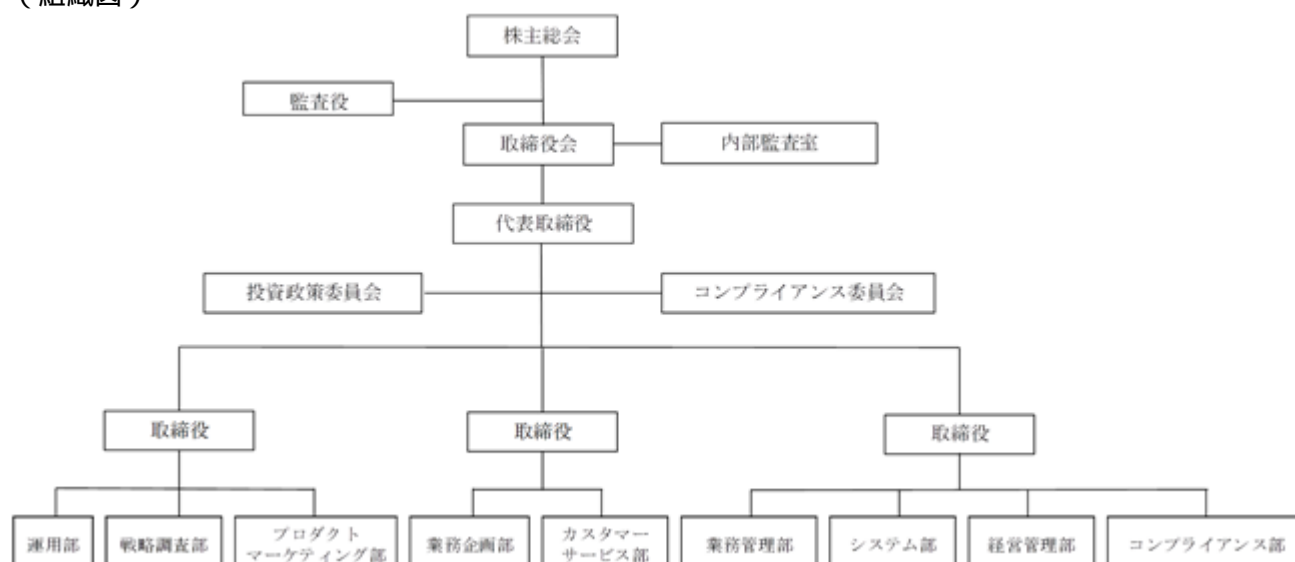 （組織図）
株主総会
監査役
取締役会
内部監査室
代表取締役
投資政策委員会
コンプライアンス委員会
取締役
取締役
取締役
運用部
戦略調査部
プロダクト
マーケティング部
業務企画部
カスタマー
サービス部
業務管理部
システム部
経営管理部
コンプライアンス部